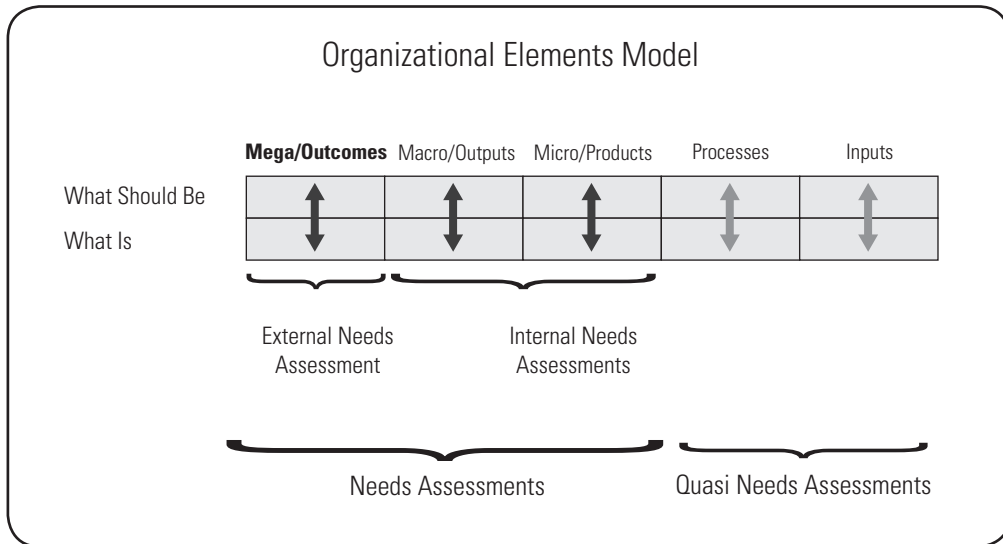 Organizational Elements Model
Mega/Outcomes Macro/Outputs Micro/Products Processes Inputs
What Should Be
What Is
External Needs
Assessment
Internal Needs
Assessments
Needs Assessments
Quasi Needs Assessments